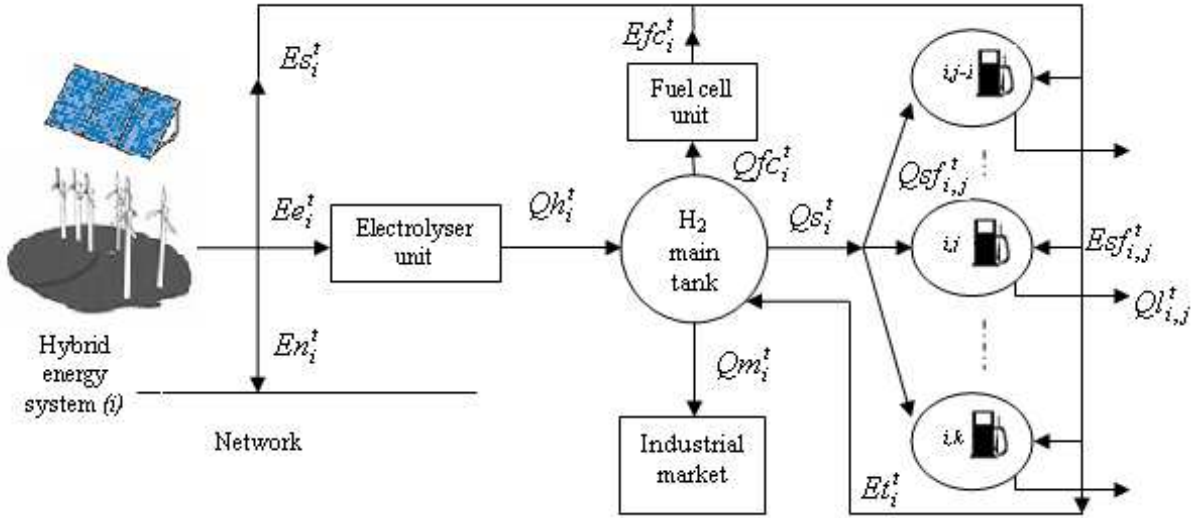 Es_i^t
Ee_i^t
En_i^t
Hybrid
energy
system (i)
Network
Electrolyser
unit
Qh_i^t
Efc_i^t
Fuel cell
unit
Qfc_i^t
H2
main
tank
Qs_i^t
Qm_i^t
Industrial
market
Qsf_{i,j}^t
i,j-i
i,j
i,k
Esf_{i,j}^t
Ql_{i,j}^t
Et_i^t